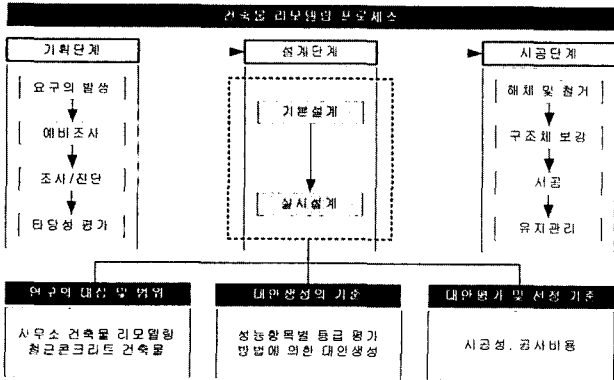 건축물 리모델링 프로세스
기획단계
설계단계
시공단계
요구의 발생
예비조사
조사/진단
타당성 평가
기본설계
실시설계
해체 및 철거
구조체 보강
시공
유지관리
연구의 대상 및 범위
대안생성의 기준
대안평가 및 선정 기준
사무소 건축물 리모델링
철근콘크리트 건축물
성능항목별 등급 평가
방법에 의한 대안생성
시공성, 공사비용